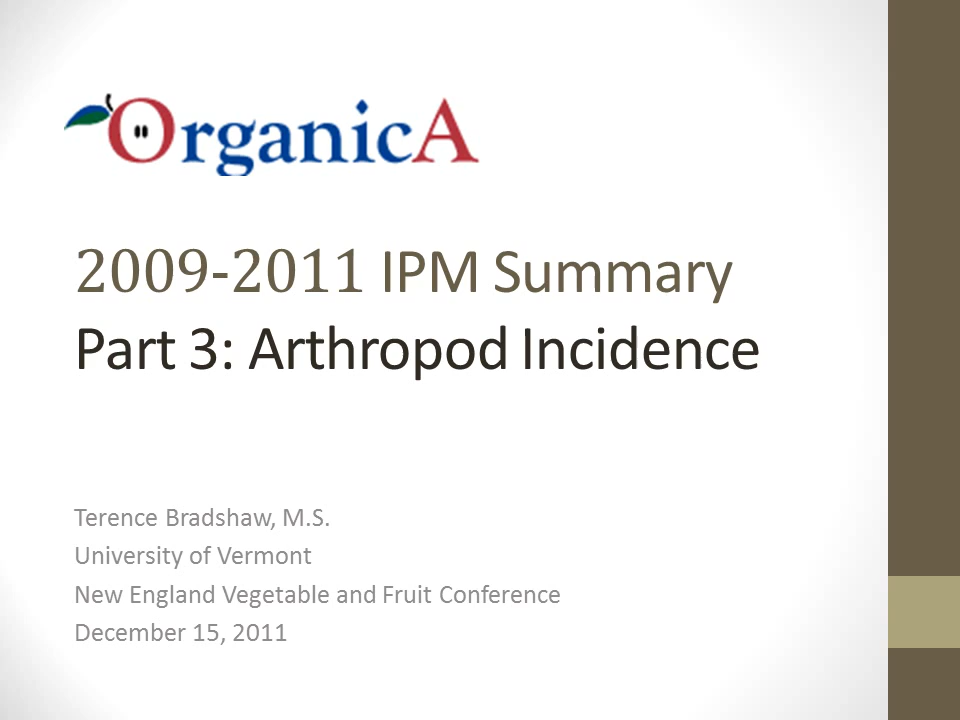 OrganicA
2009-2011 IPM Summary
Part 3: Arthropod Incidence
Terence Bradshaw, M.S.
University of Vermont
New England Vegetable and Fruit Conference
December 15, 2011